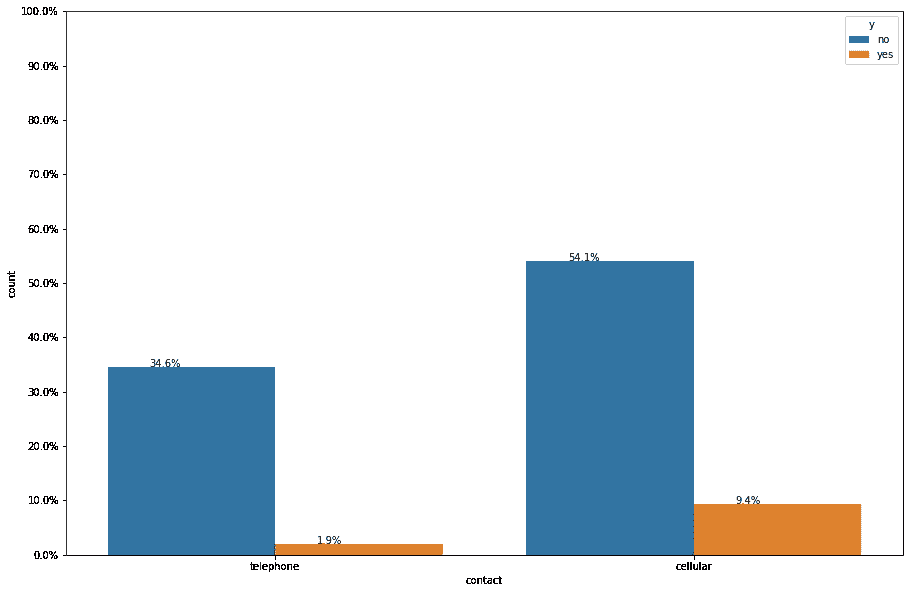 100.0%
90.0%
80.0%
70.0%
60.0%
50.0%
40.0%
30.0%
20.0%
10.0%
0.0%
count
y
no
yes
34.6%
1.9%
54.1%
9.4%
telephone
cellular
contact